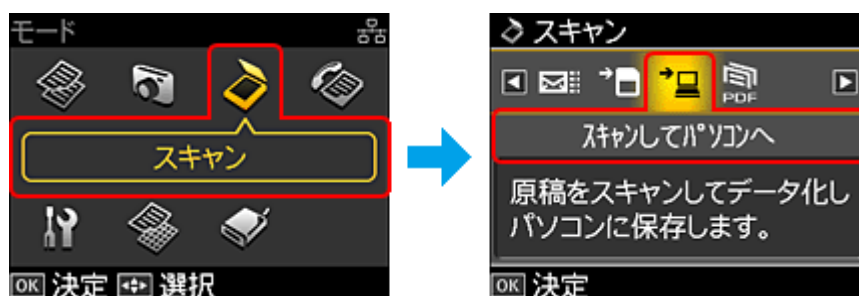 モード
スキャン
OK 決定 選択
スキャン
PDF
ｽｷｬﾝしてﾊﾟｿｺﾝへ
原稿をスキャンしてデータ化し
パソコンに保存します。
OK 決定